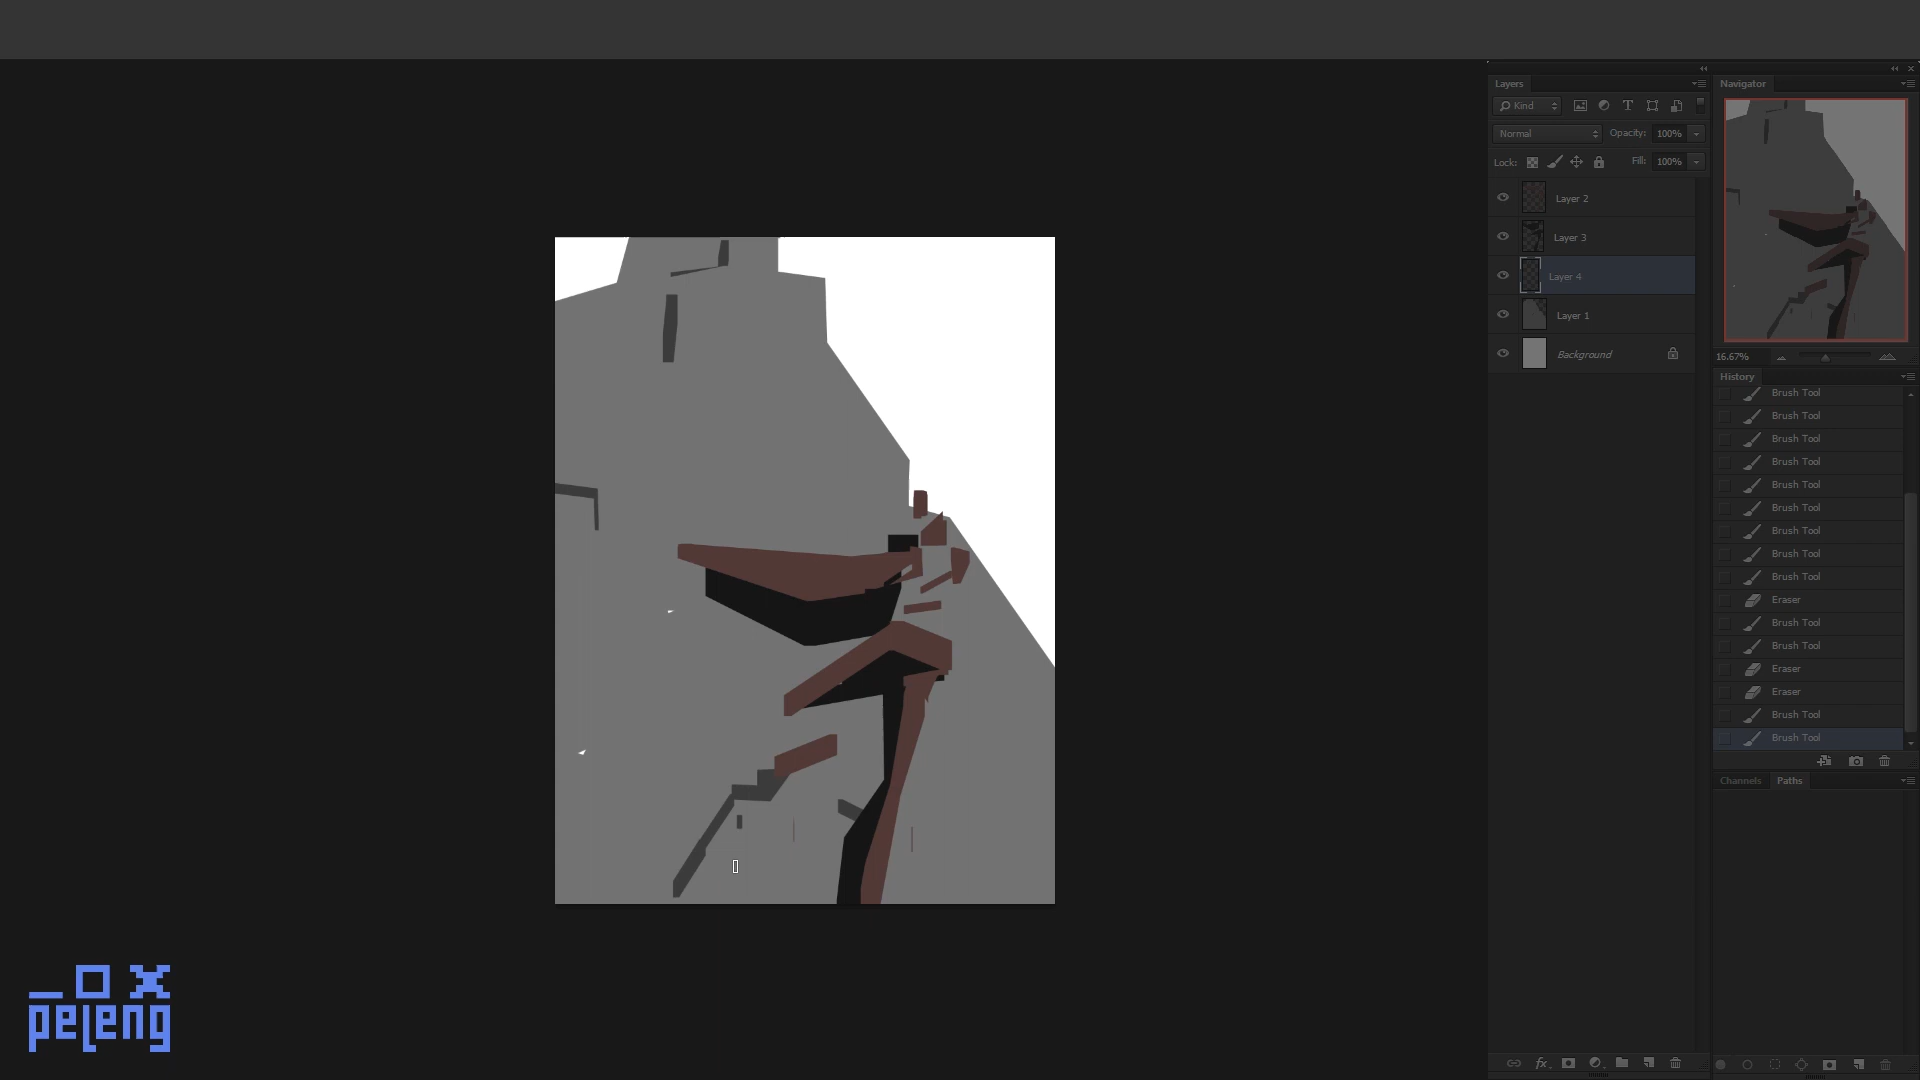 Layers
Navigator
Kind
Normal
Opacity: 100%
Lock:
Fill: 100%
Layer 2
Layer 3
Layer 4
Layer 1
Background
16.67%
History
Brush Tool
Brush Tool
Brush Tool
Brush Tool
Brush Tool
Brush Tool
Brush Tool
Brush Tool
Brush Tool
Eraser
Brush Tool
Brush Tool
Eraser
Eraser
Brush Tool
Brush Tool
Channels
Paths
fx
peleng